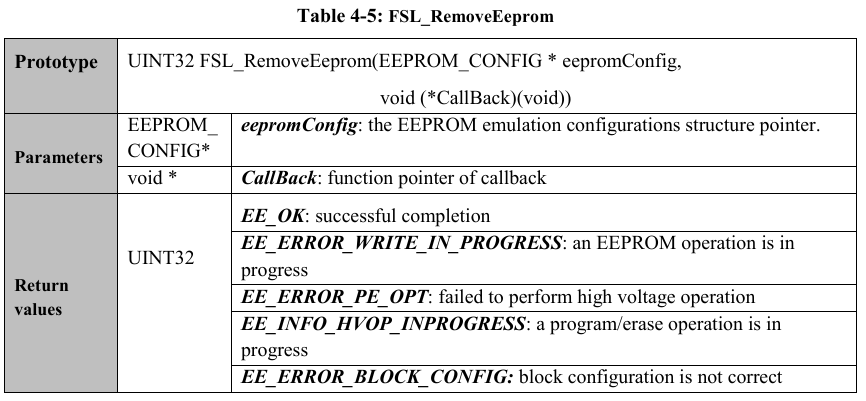 Table 4-5: FSL_RemoveEeprom
Prototype
UINT32 FSL_RemoveEeprom(EEPROM_CONFIG * eepromConfig,
void (*CallBack)(void))
Parameters
EEPROM_
CONFIG*
eepromConfig: the EEPROM emulation configurations structure pointer.
void *
CallBack: function pointer of callback
Return
values
UINT32
EE_OK: successful completion
EE_ERROR_WRITE_IN_PROGRESS: an EEPROM operation is in
progress
EE_ERROR_PE_OPT: failed to perform high voltage operation
EE_INFO_HVOP_INPROGRESS: a program/erase operation is in
progress
EE_ERROR_BLOCK_CONFIG: block configuration is not correct